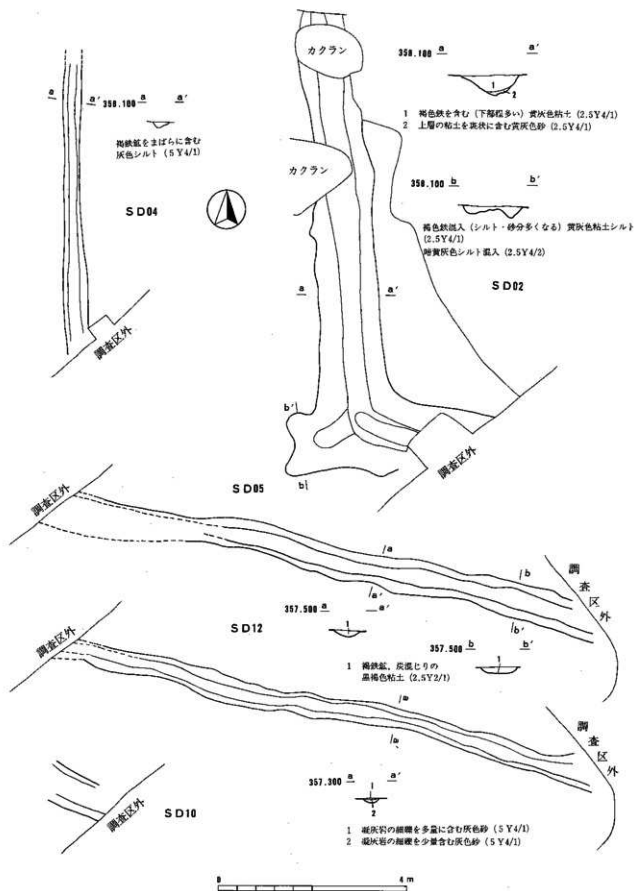 カクラン
358.100 a a'
1
2
1 褐色鉄を含む(下部程多い)黄灰色粘土(2.5Y4/1)
2 上層の粘土を斑状に含む黄灰色砂(2.5Y4/1)
a a' 358.100 a a'
褐鉄鉱をまばらに含む
灰色シルト(5Y4/1)
SD04
調査区外
カクラン
358.100 b b'
褐色鉄混入(シルト・砂分多くなる)黄灰色粘土シルト
(2.5Y4/1)
暗黄灰色シルト混入(2.5Y4/2)
SD02
a a'
b'
b
調査区外
SD05
調査区外
a
b
a'
b'
調査区外
357.500 a a'
1
SD12
357.500 b b'
1
1 褐鉄鉱、炭混じりの
黒褐色粘土(2.5Y2/1)
調査区外
a
a'
調査区外
357.300 a a'
1
2
SD10
調査区外
1 凝灰岩の細礫を多量に含む灰色砂(5Y4/1)
2 凝灰岩の細礫を少量含む灰色砂(5Y4/1)
0 4m